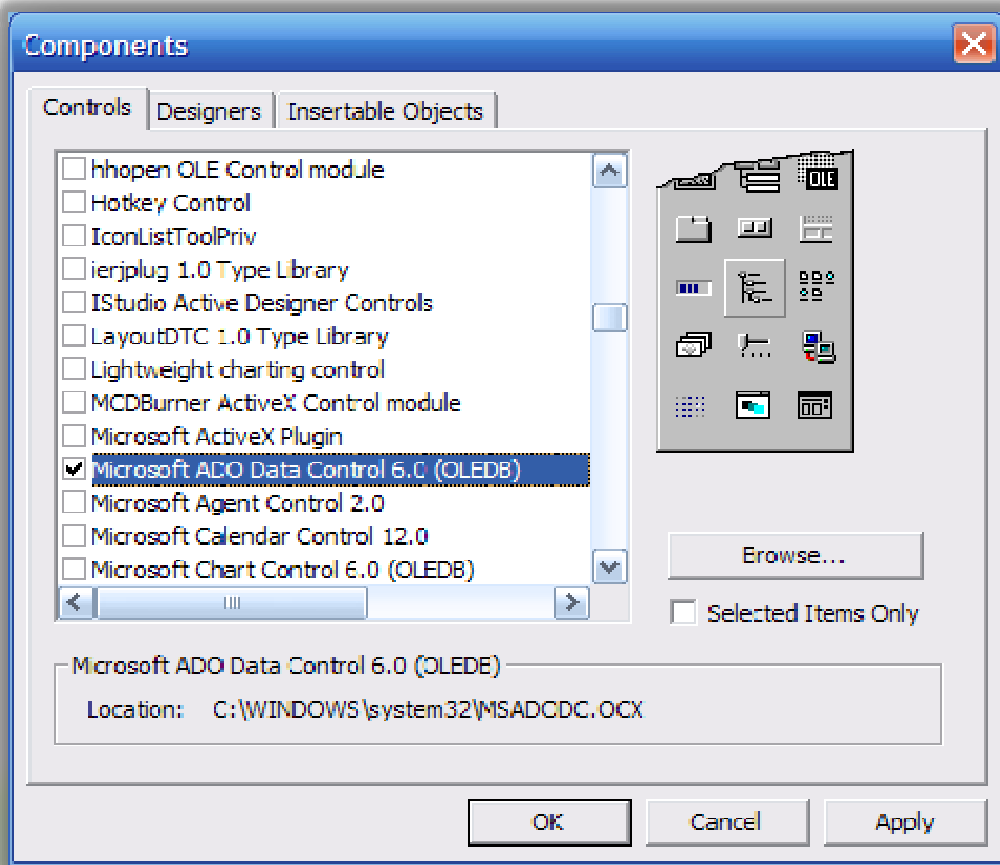 Components
Controls
Designers
Insertable Objects
hhopen OLE Control module
Hotkey Control
IconListToolPriv
ierjplug 1.0 Type Library
IStudio Active Designer Controls
LayoutDTC 1.0 Type Library
Lightweight charting control
MCDBurner ActiveX Control module
Microsoft ActiveX Plugin
Microsoft ADO Data Control 6.0 (OLEDB)
Microsoft Agent Control 2.0
Microsoft Calendar Control 12.0
Microsoft Chart Control 6.0 (OLEDB)
OLE
Browse...
Selected Items Only
Microsoft ADO Data Control 6.0 (OLEDB)
Location: C:\WINDOWS\system32\MSADODC.OCX
OK
Cancel
Apply